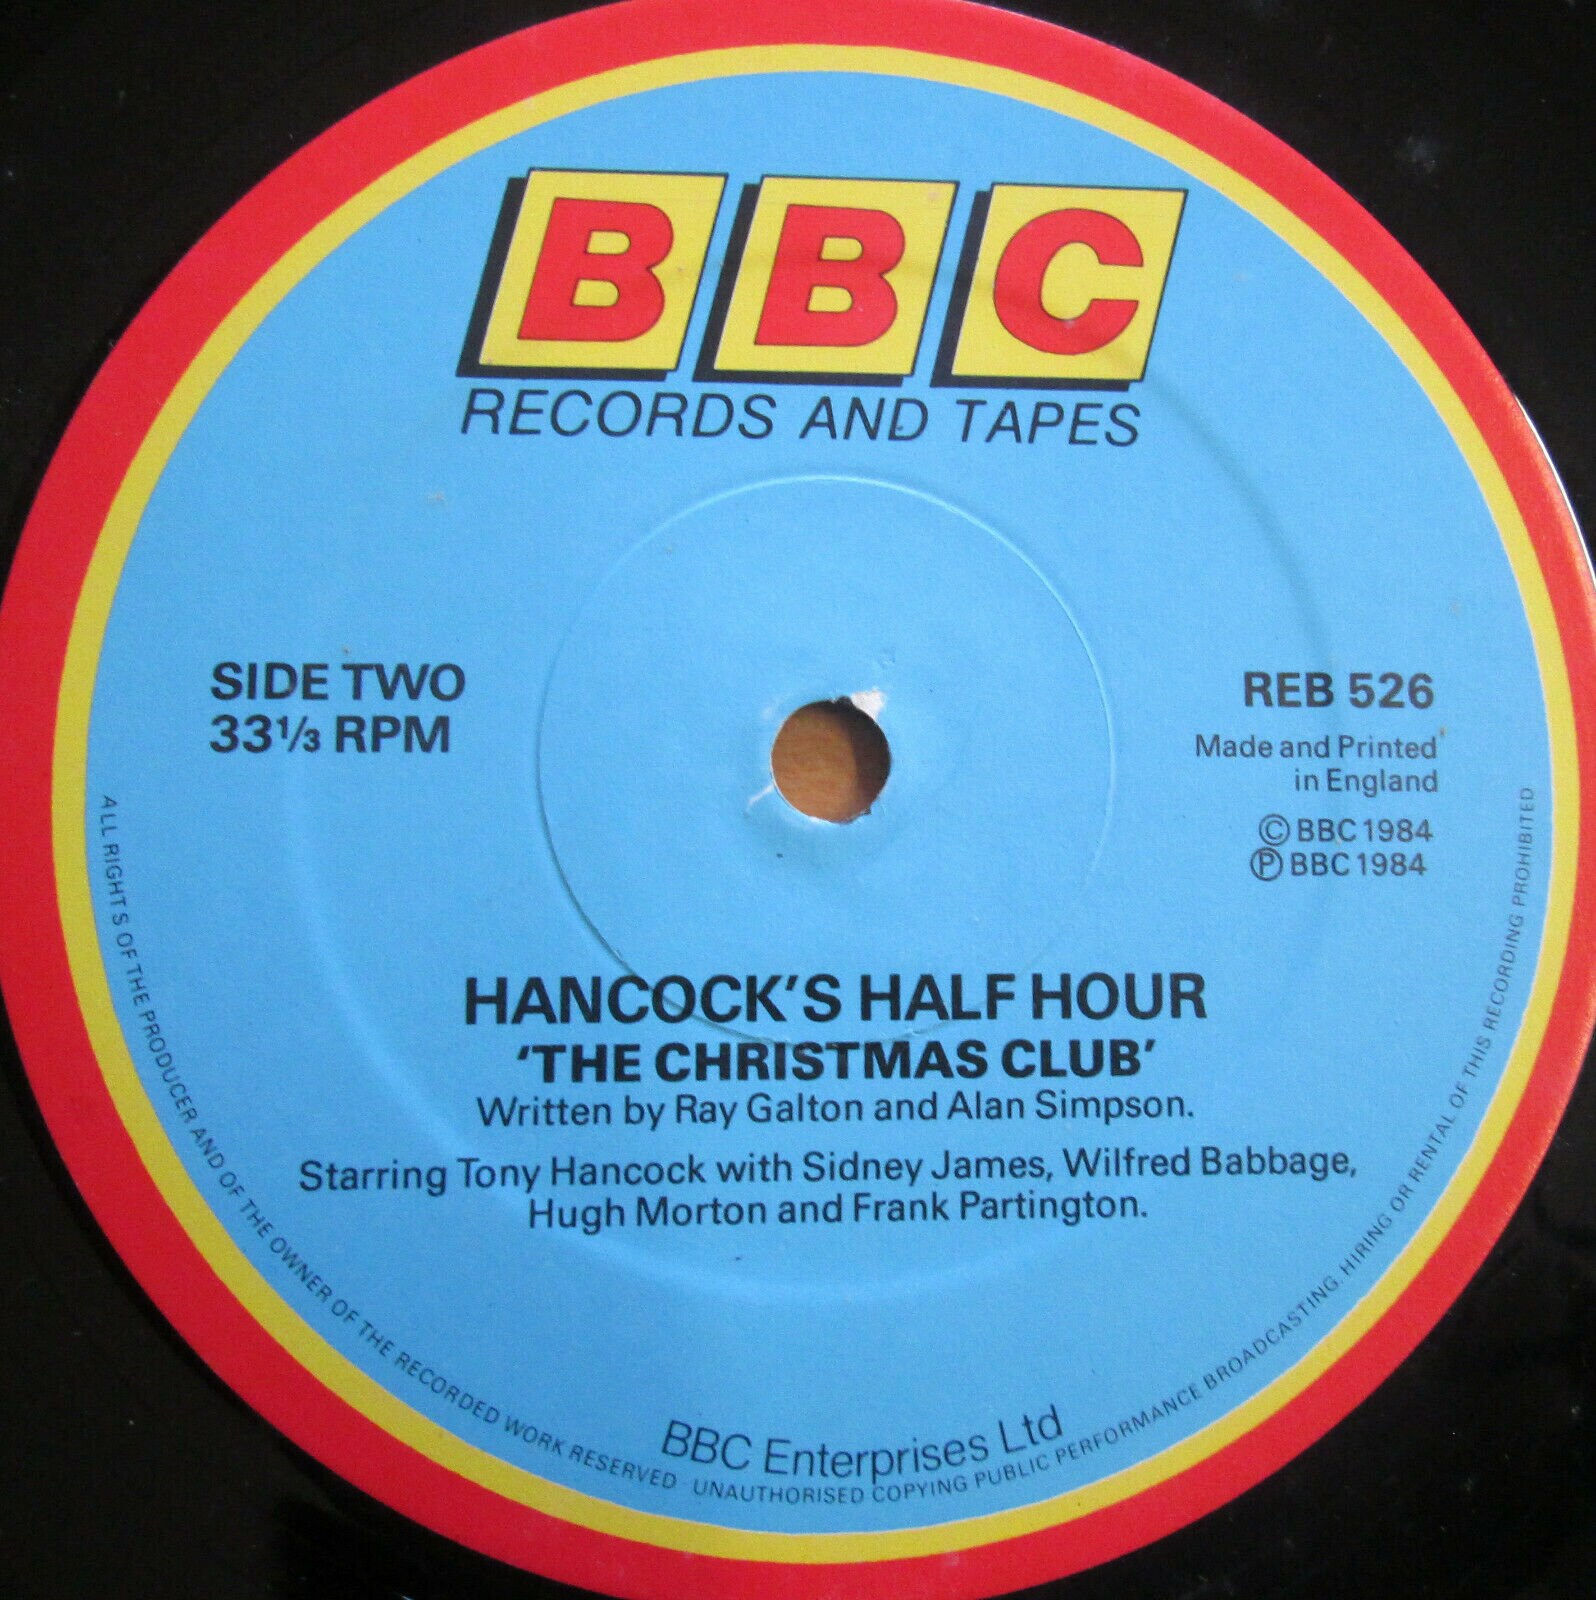 BBC
RECORDS AND TAPES
SIDE TWO
33⅓ RPM
REB 526
Made and Printed
in England
© BBC 1984
℗ BBC 1984
HANCOCK'S HALF HOUR
'THE CHRISTMAS CLUB'
Written by Ray Galton and Alan Simpson.
Starring Tony Hancock with Sidney James, Wilfred Babbage,
Hugh Morton and Frank Partington.
BBC Enterprises Ltd
ALL RIGHTS OF THE PRODUCER AND OF THE OWNER OF THE RECORDED WORK RESERVED · UNAUTHORISED COPYING PUBLIC PERFORMANCE BROADCASTING, HIRING OR RENTAL OF THIS RECORDING PROHIBITED